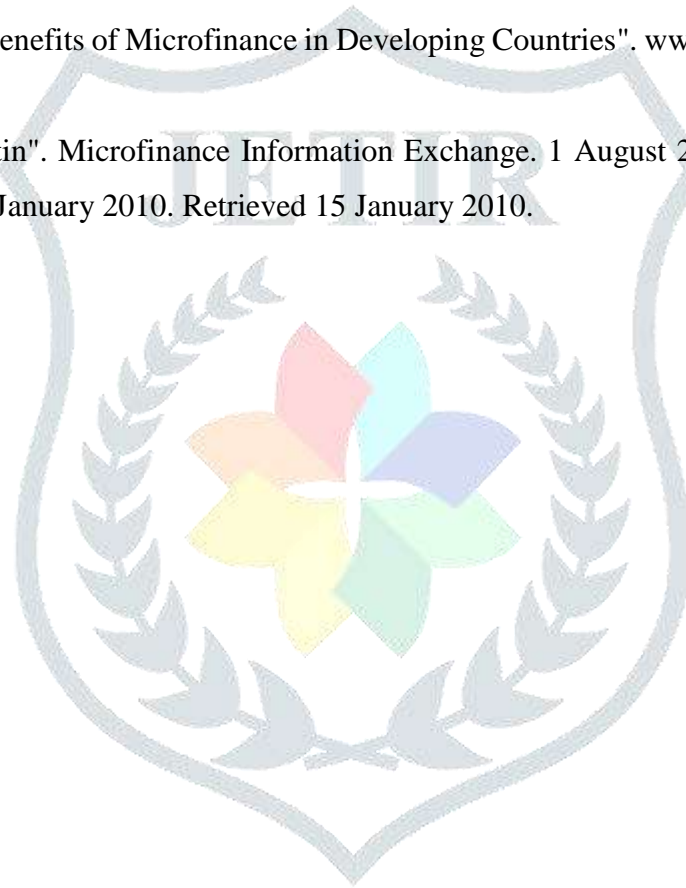 enefits of Microfinance in Developing Countries". ww
tin". Microfinance Information Exchange. 1 August 2
JETIR
January 2010. Retrieved 15 January 2010.